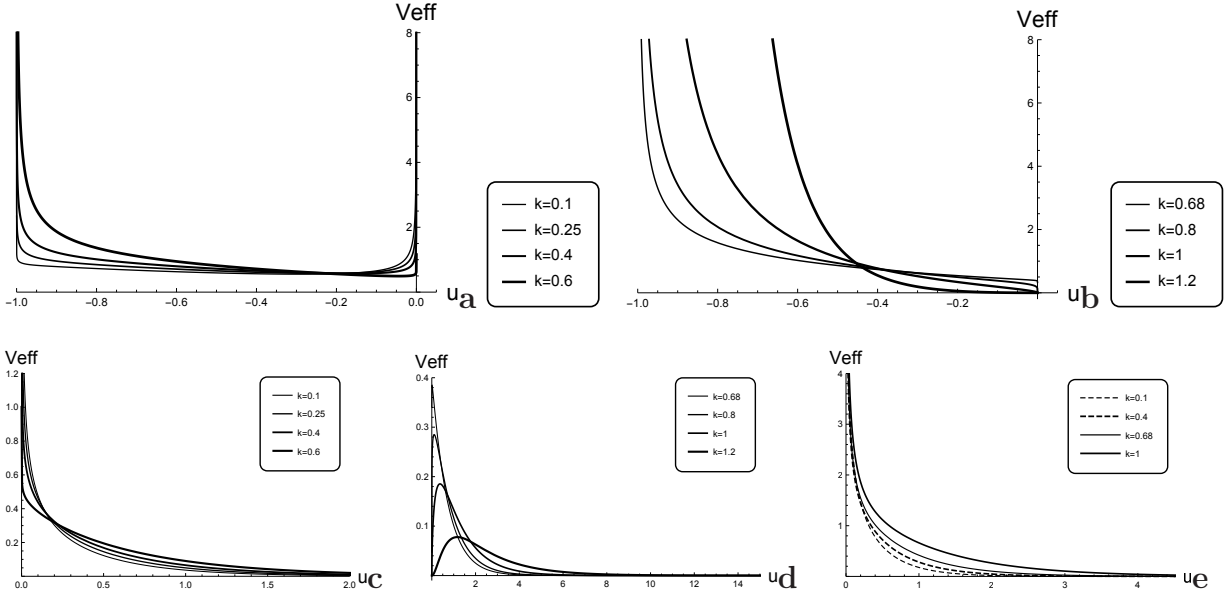 Veff
8
6
4
2
-1.0 -0.8 -0.6 -0.4 -0.2 0.0
u a
k=0.1
k=0.25
k=0.4
k=0.6
Veff
8
6
4
2
-1.0 -0.8 -0.6 -0.4 -0.2
u b
k=0.68
k=0.8
k=1
k=1.2
Veff
1.2
1.0
0.8
0.6
0.4
0.2
0.0 0.5 1.0 1.5 2.0
u c
k=0.1
k=0.25
k=0.4
k=0.6
Veff
0.4
0.3
0.2
0.1
2 4 6 8 10 12 14
u d
k=0.68
k=0.8
k=1
k=1.2
Veff
4
3
2
1
0 0 1 2 3 4
u e
k=0.1
k=0.4
k=0.68
k=1